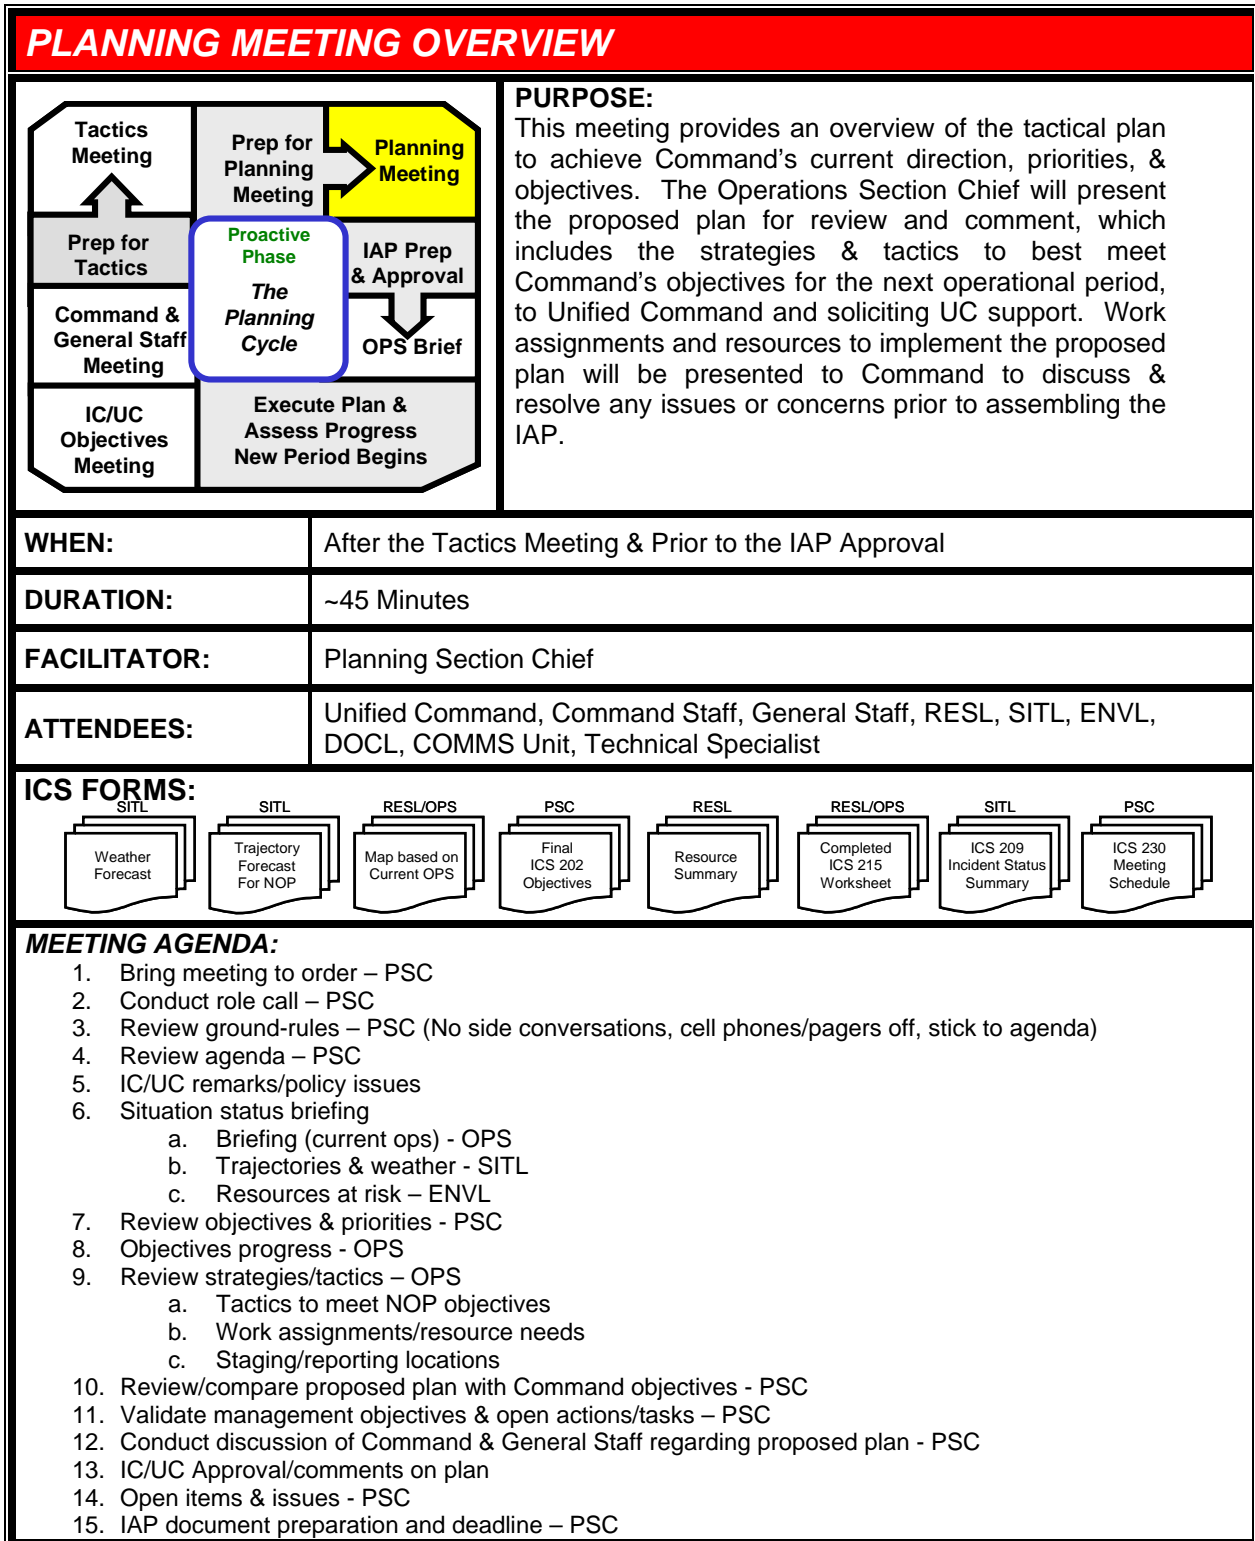 PLANNING MEETING OVERVIEW
Tactics
Meeting
Prep for
Planning
Meeting
Planning
Meeting
Prep for
Tactics
Proactive
Phase
The
Planning
Cycle
IAP Prep
& Approval
Command &
General Staff
Meeting
OPS Brief
IC/UC
Objectives
Meeting
Execute Plan &
Assess Progress
New Period Begins
PURPOSE:
This meeting provides an overview of the tactical plan
to achieve Command's current direction, priorities, &
objectives. The Operations Section Chief will present
the proposed plan for review and comment, which
includes the strategies & tactics to best meet
Command's objectives for the next operational period,
to Unified Command and soliciting UC support. Work
assignments and resources to implement the proposed
plan will be presented to Command to discuss &
resolve any issues or concerns prior to assembling the
IAP.
WHEN:
After the Tactics Meeting & Prior to the IAP Approval
DURATION:
~45 Minutes
FACILITATOR:
Planning Section Chief
ATTENDEES:
Unified Command, Command Staff, General Staff, RESL, SITL, ENVL,
DOCL, COMMS Unit, Technical Specialist
ICS FORMS:
SITL
Weather
Forecast
SITL
Trajectory
Forecast
For NOP
RESL/OPS
Map based on
Current OPS
PSC
Final
ICS 202
Objectives
RESL
Resource
Summary
RESL/OPS
Completed
ICS 215
Worksheet
SITL
ICS 209
Incident Status
Summary
PSC
ICS 230
Meeting
Schedule
MEETING AGENDA:
1. Bring meeting to order – PSC
2. Conduct role call – PSC
3. Review ground-rules – PSC (No side conversations, cell phones/pagers off, stick to agenda)
4. Review agenda – PSC
5. IC/UC remarks/policy issues
6. Situation status briefing
a. Briefing (current ops) - OPS
b. Trajectories & weather - SITL
c. Resources at risk – ENVL
7. Review objectives & priorities - PSC
8. Objectives progress - OPS
9. Review strategies/tactics – OPS
a. Tactics to meet NOP objectives
b. Work assignments/resource needs
c. Staging/reporting locations
10. Review/compare proposed plan with Command objectives - PSC
11. Validate management objectives & open actions/tasks – PSC
12. Conduct discussion of Command & General Staff regarding proposed plan - PSC
13. IC/UC Approval/comments on plan
14. Open items & issues - PSC
15. IAP document preparation and deadline – PSC